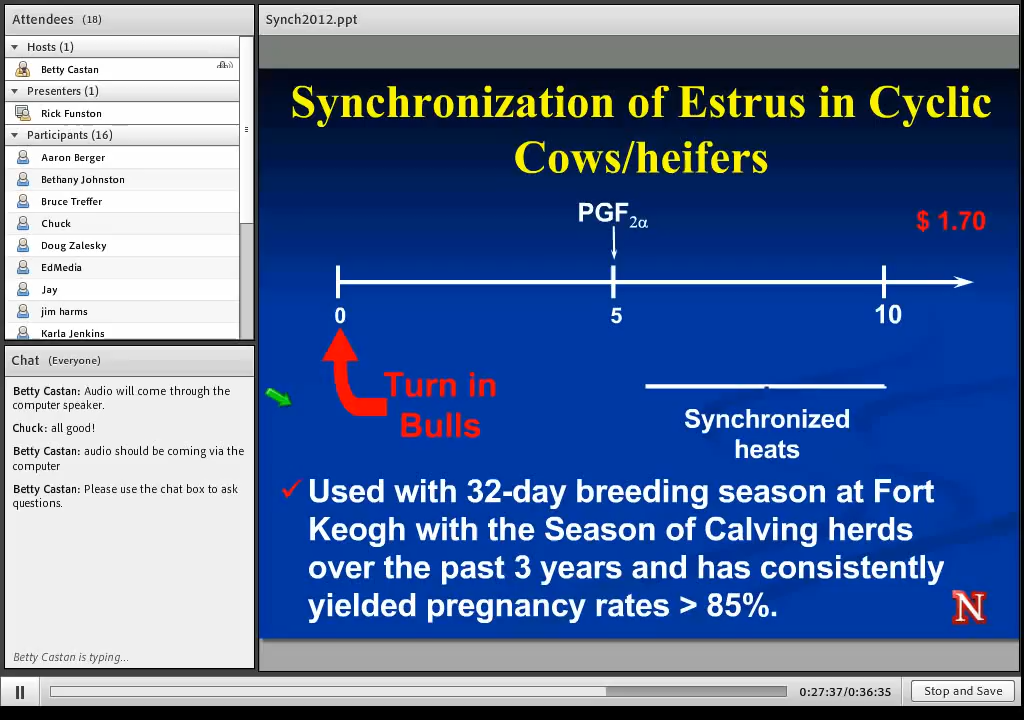 Attendees (18)
Hosts (1)
Betty Castan
Presenters (1)
Rick Funston
Participants (16)
Aaron Berger
Bethany Johnston
Bruce Treffer
Chuck
Doug Zalesky
EdMedia
Jay
jim harms
Karla Jenkins
Chat (Everyone)
Betty Castan: Audio will come through the
computer speaker.
Chuck: all good!
Betty Castan: audio should be coming via the
computer
Betty Castan: Please use the chat box to ask
questions.
Betty Castan is typing...
Synch2012.ppt
Synchronization of Estrus in Cyclic
Cows/heifers
PGF2α
$ 1.70
0
5
10
Turn in
Bulls
Synchronized
heats
✓ Used with 32-day breeding season at Fort
Keogh with the Season of Calving herds
over the past 3 years and has consistently
yielded pregnancy rates > 85%.
N
0:27:37/0:36:35
Stop and Save